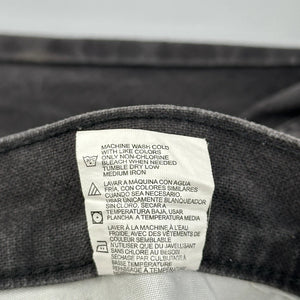 MACHINE WASH COLD
WITH LIKE COLORS
ONLY NON-CHLORINE
BLEACH WHEN NEEDED
TUMBLE DRY LOW
MEDIUM IRON
LAVAR A MÁQUINA CON AGUA
FRÍA, CON COLORES SIMILARES
CUANDO SEA NECESARIO,
USAR ÚNICAMENTE BLANQUEADOR
SIN CLORO, SECAR A
TEMPERATURA BAJA, USAR
PLANCHA A TEMPERATURA MEDIA
LAVER À LA MACHINE À L'EAU
FROIDE, AVEC DES VÊTEMENTS DE
COULEUR SEMBLABLE
N'UTILISER QU'UN JAVELLISANT
SANS CHLORE AU BESOIN
SÉCHAGE PAR CULBUTAGE À
BASSE TEMPÉRATURE